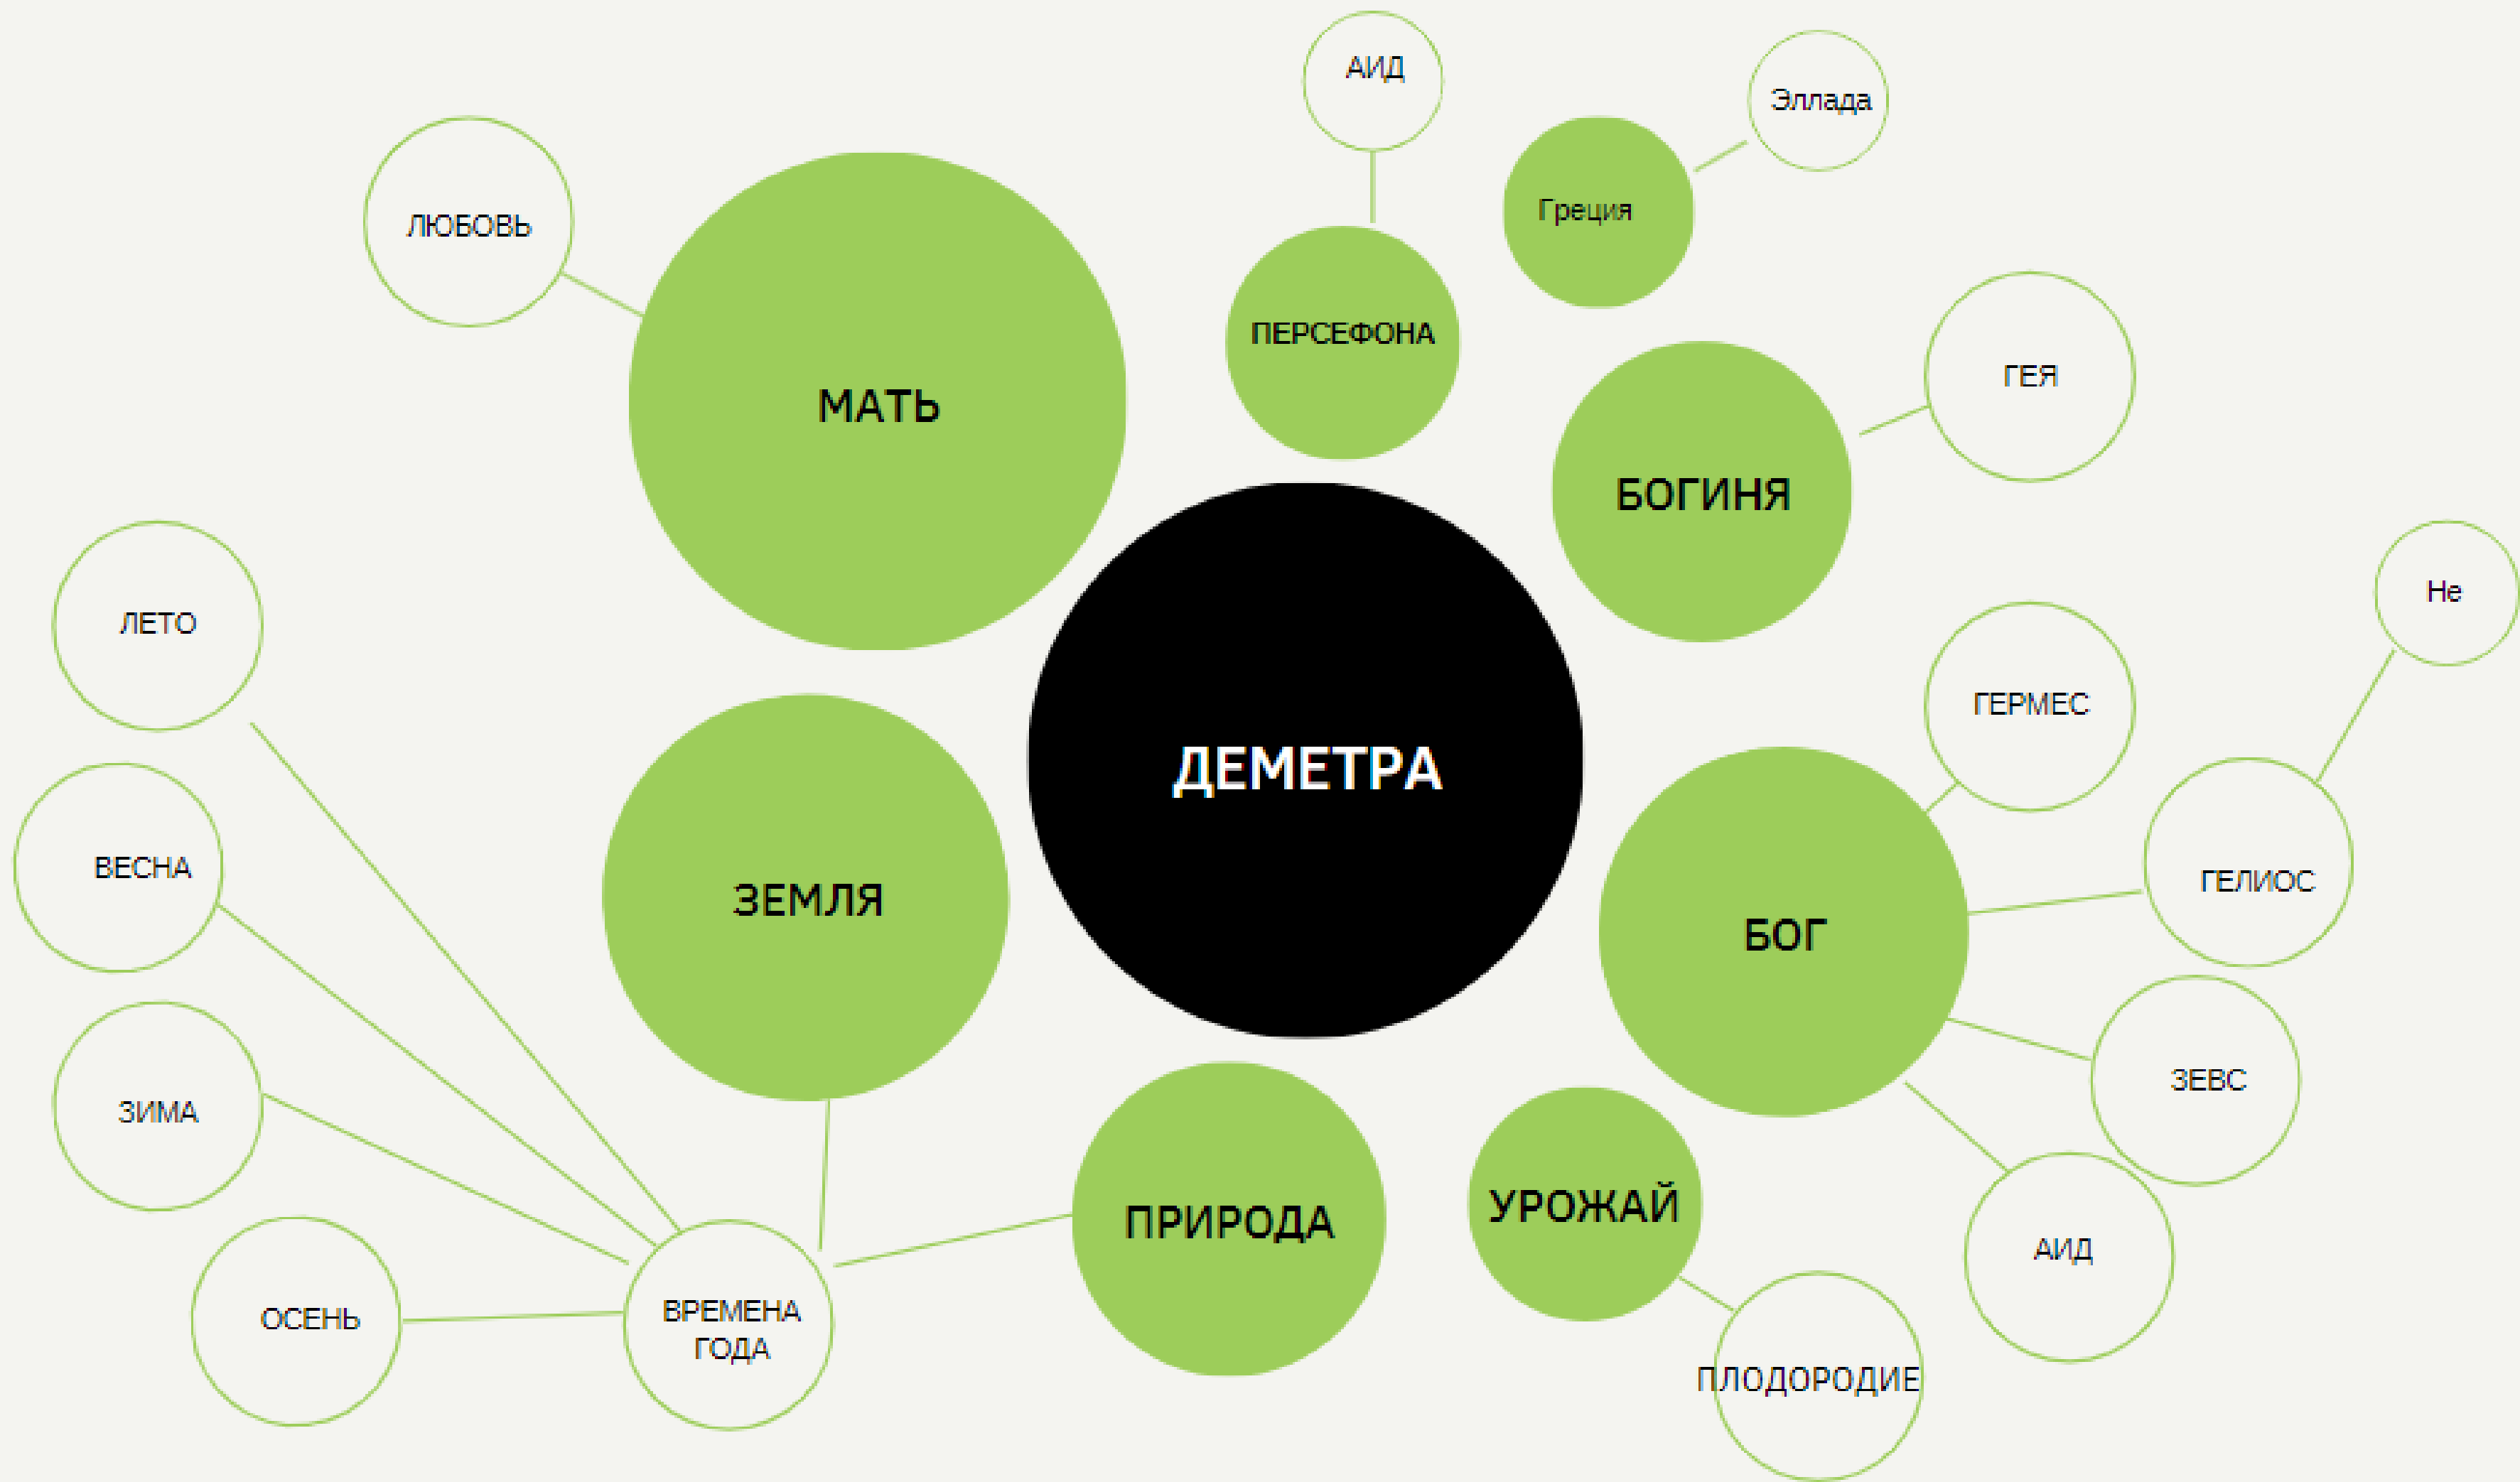 АИД
Эллада
ЛЮБОВЬ
Греция
ПЕРСЕФОНА
ГЕЯ
МАТЬ
БОГИНЯ
Не
ЛЕТО
ГЕРМЕС
ДЕМЕТРА
ВЕСНА
ГЕЛИОС
ЗЕМЛЯ
БОГ
ЗЕВС
ЗИМА
УРОЖАЙ
ПРИРОДА
АИД
ОСЕНЬ
ВРЕМЕНА
ГОДА
ПЛОДОРОДИЕ